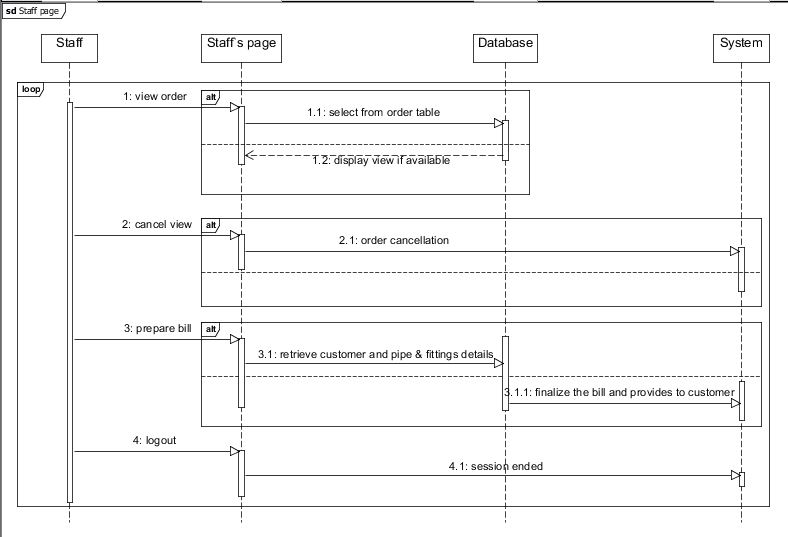 sd Staff page
Staff
Staff's page
Database
System
loop
1: view order
alt
1.1: select from order table
1.2: display view if available
2: cancel view
alt
2.1: order cancellation
3: prepare bill
alt
3.1: retrieve customer and pipe & fittings details
3.1.1: finalize the bill and provides to customer
4: logout
4.1: session ended